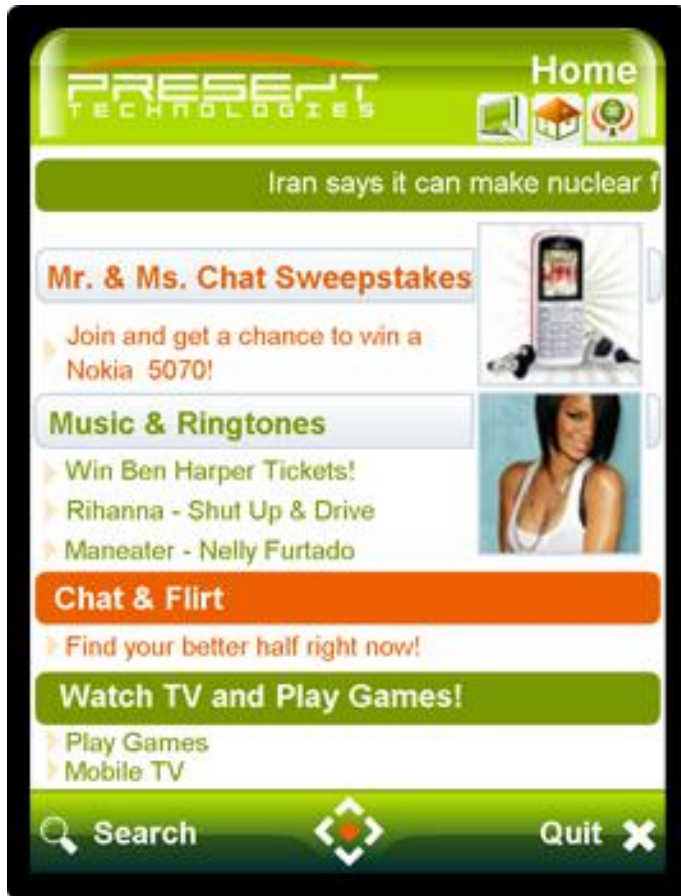 PRESENT
TECHNOLOGIES
Home
Iran says it can make nuclear f
Mr. & Ms. Chat Sweepstakes
Join and get a chance to win a
Nokia 5070!
Music & Ringtones
Win Ben Harper Tickets!
Rihanna - Shut Up & Drive
Maneater - Nelly Furtado
Chat & Flirt
Find your better half right now!
Watch TV and Play Games!
Play Games
Mobile TV
Search
Quit